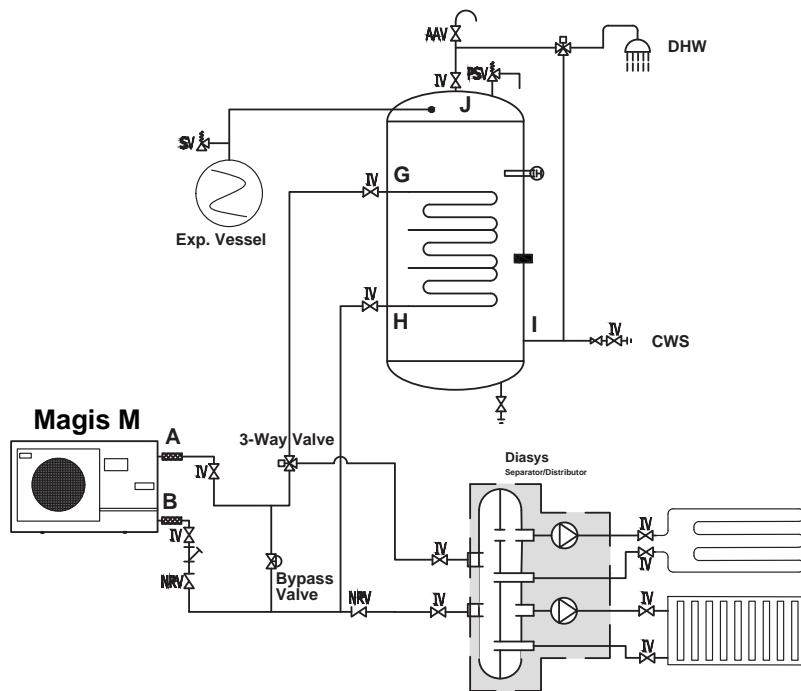 AAV
DHW
IV
PSV
J
SV
IV
G
Exp. Vessel
IV
H
I
IV
CWS
Magis M
A
3-Way Valve
IV
Diasys
Separator/Distributor
B
IV
IV
IV
IV
NRV
Bypass
Valve
NRV
IV
IV
IV